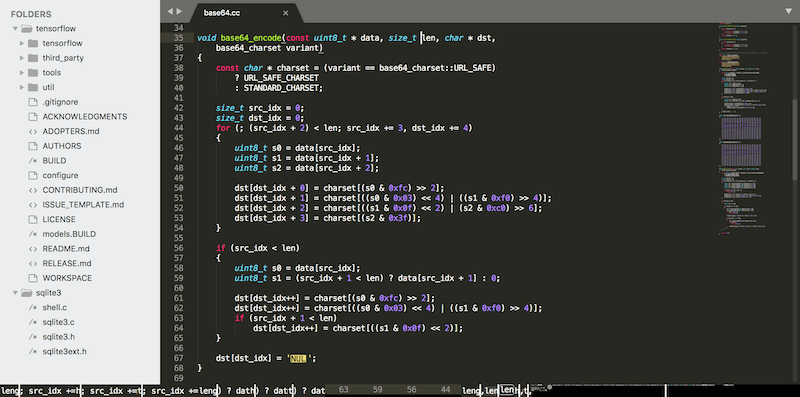 FOLDERS
tensorflow
tensorflow
third_party
tools
util
.gitignore
ACKNOWLEDGMENTS
ADOPTERS.md
AUTHORS
BUILD
configure
CONTRIBUTING.md
ISSUE_TEMPLATE.md
LICENSE
models.BUILD
README.md
RELEASE.md
WORKSPACE
sqlite3
shell.c
sqlite3.c
sqlite3.h
sqlite3ext.h
base64.cc
34
35 void base64_encode(const uint8_t * data, size_t len, char * dst,
36 base64_charset variant)
37 {
38 const char * charset = (variant == base64_charset::URL_SAFE)
39 ? URL_SAFE_CHARSET
40 : STANDARD_CHARSET;
41
42 size_t src_idx = 0;
43 size_t dst_idx = 0;
44 for (; (src_idx + 2) < len; src_idx += 3, dst_idx += 4)
45 {
46 uint8_t s0 = data[src_idx];
47 uint8_t s1 = data[src_idx + 1];
48 uint8_t s2 = data[src_idx + 2];
49
50 dst[dst_idx + 0] = charset[(s0 & 0xfc) >> 2];
51 dst[dst_idx + 1] = charset[((s0 & 0x03) << 4) | ((s1 & 0xf0) >> 4)];
52 dst[dst_idx + 2] = charset[((s1 & 0x0f) << 2) | (s2 & 0xc0) >> 6];
53 dst[dst_idx + 3] = charset[(s2 & 0x3f)];
54 }
55
56 if (src_idx < len)
57 {
58 uint8_t s0 = data[src_idx];
59 uint8_t s1 = (src_idx + 1 < len) ? data[src_idx + 1] : 0;
60
61 dst[dst_idx++] = charset[(s0 & 0xfc) >> 2];
62 dst[dst_idx++] = charset[((s0 & 0x03) << 4) | ((s1 & 0xf0) >> 4)];
63 if (src_idx + 1 < len)
64 dst[dst_idx++] = charset[((s1 & 0x0f) << 2)];
65 }
66
67 dst[dst_idx] = 'NUL';
68 }
69
leng; src_idx +=h; src_idx +=t; src_idx +=leng) ? dath) ? datt) ? dat 63 59 56 44 leng,len len h,t,